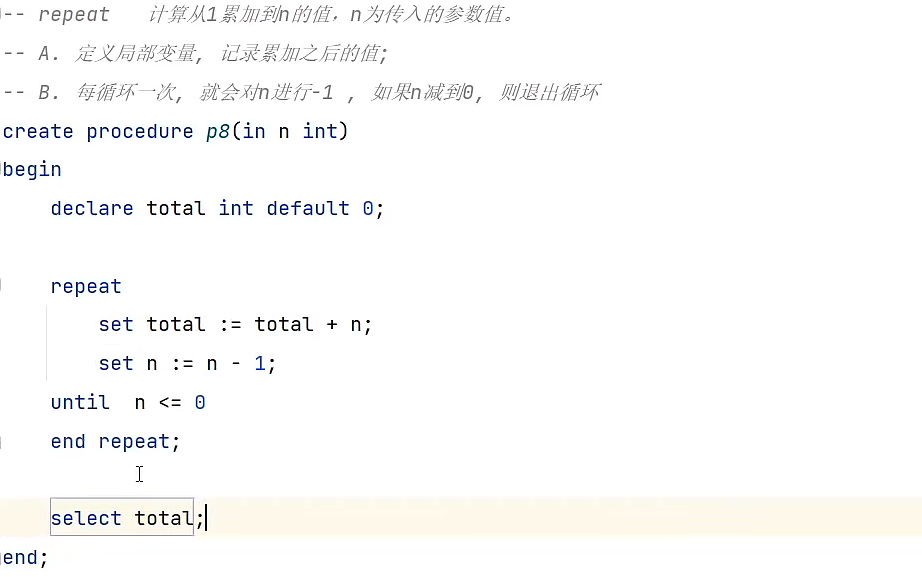 -- repeat   计算从1累加到n的值，n为传入的参数值。
-- A. 定义局部变量, 记录累加之后的值;
-- B. 每循环一次, 就会对n进行-1 , 如果n减到0, 则退出循环
create procedure p8(in n int)
begin
    declare total int default 0;
    repeat
        set total := total + n;
        set n := n - 1;
    until  n <= 0
    end repeat;
    select total;
end;